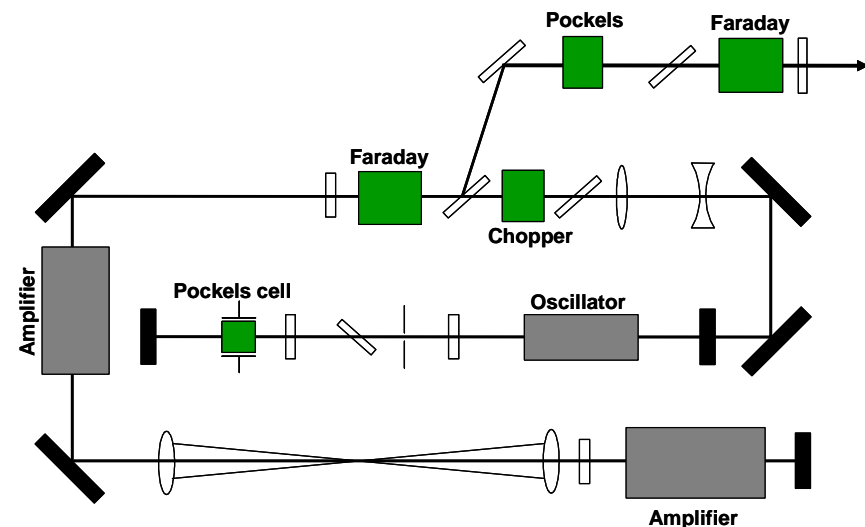 Pockels
Faraday
Faraday
Chopper
Amplifier
Pockels cell
Oscillator
Amplifier